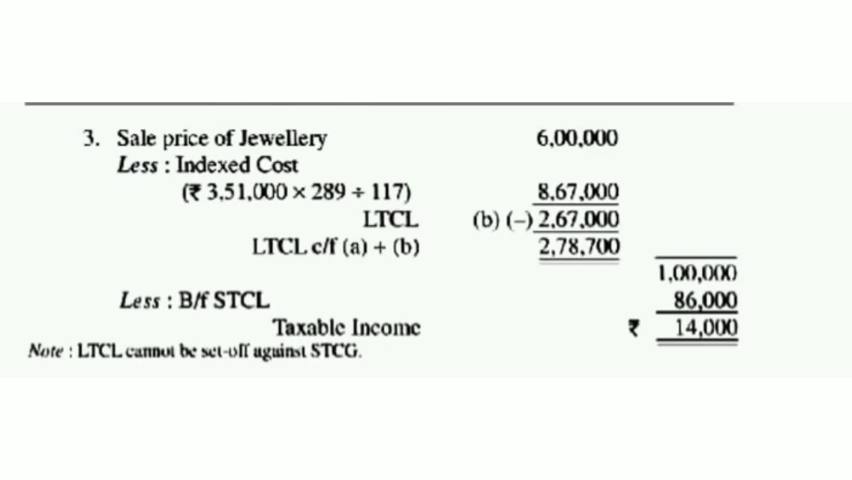 3. Sale price of Jewellery 6,00,000
Less : Indexed Cost
(₹ 3,51,000 × 289 ÷ 117) 8,67,000
LTCL (b) (–) 2,67,000
LTCL c/f (a) + (b) 2,78,700
1,00,000
Less : B/f STCL 86,000
Taxable Income ₹ 14,000
Note : LTCL cannot be set-off against STCG.